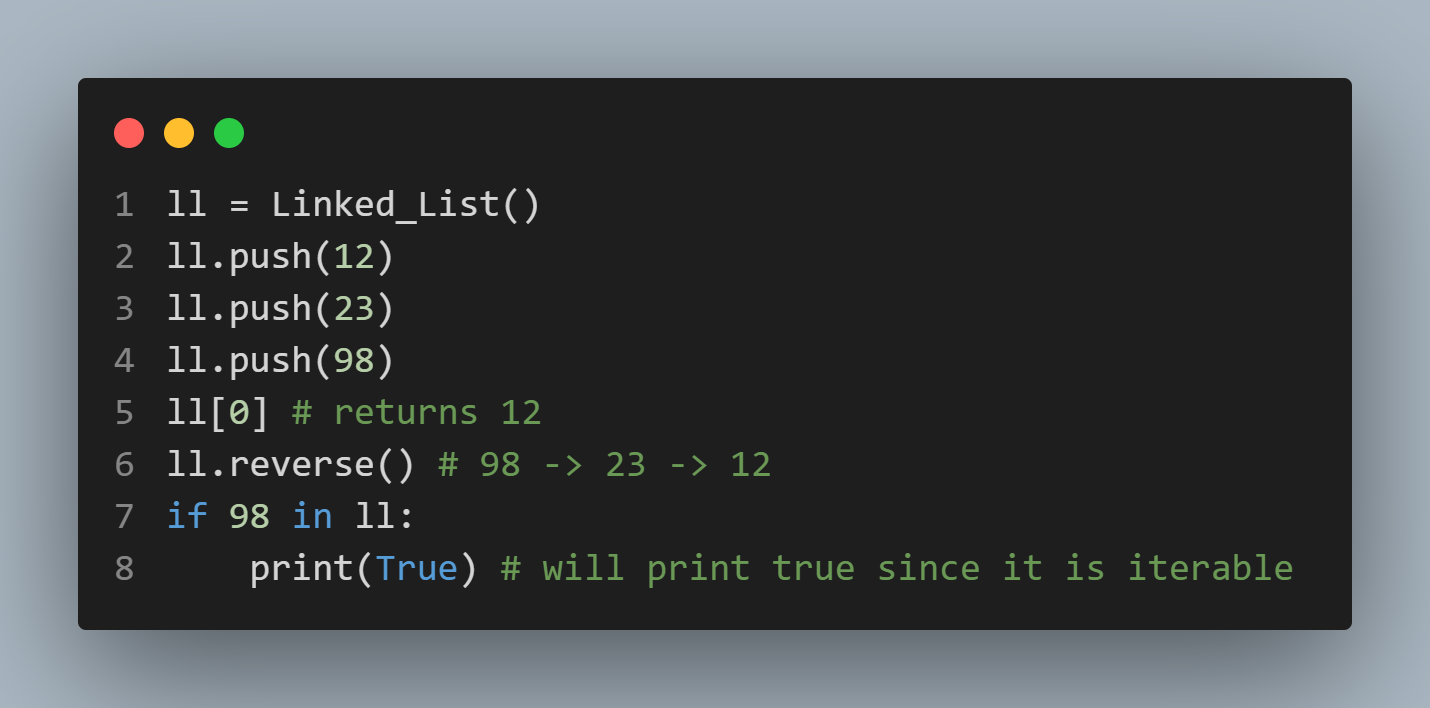 1 ll = Linked_List()
2 ll.push(12)
3 ll.push(23)
4 ll.push(98)
5 ll[0] # returns 12
6 ll.reverse() # 98 -> 23 -> 12
7 if 98 in ll:
8     print(True) # will print true since it is iterable